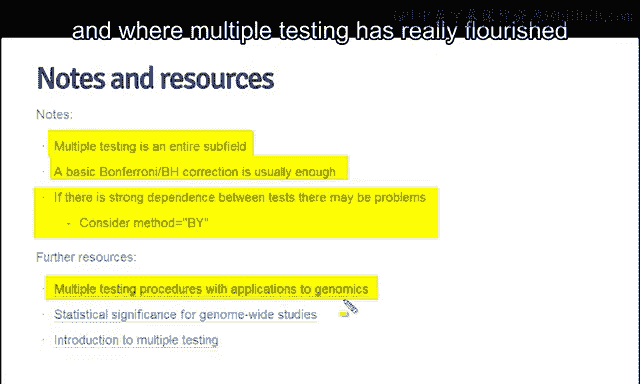 and where multiple testing has really flourished
Notes and resources
Notes:
· Multiple testing is an entire subfield
· A basic Bonferroni/BH correction is usually enough
· If there is strong dependence between tests there may be problems
- Consider method="BY"
Further resources:
· Multiple testing procedures with applications to genomics
· Statistical significance for genome-wide studies
· Introduction to multiple testing